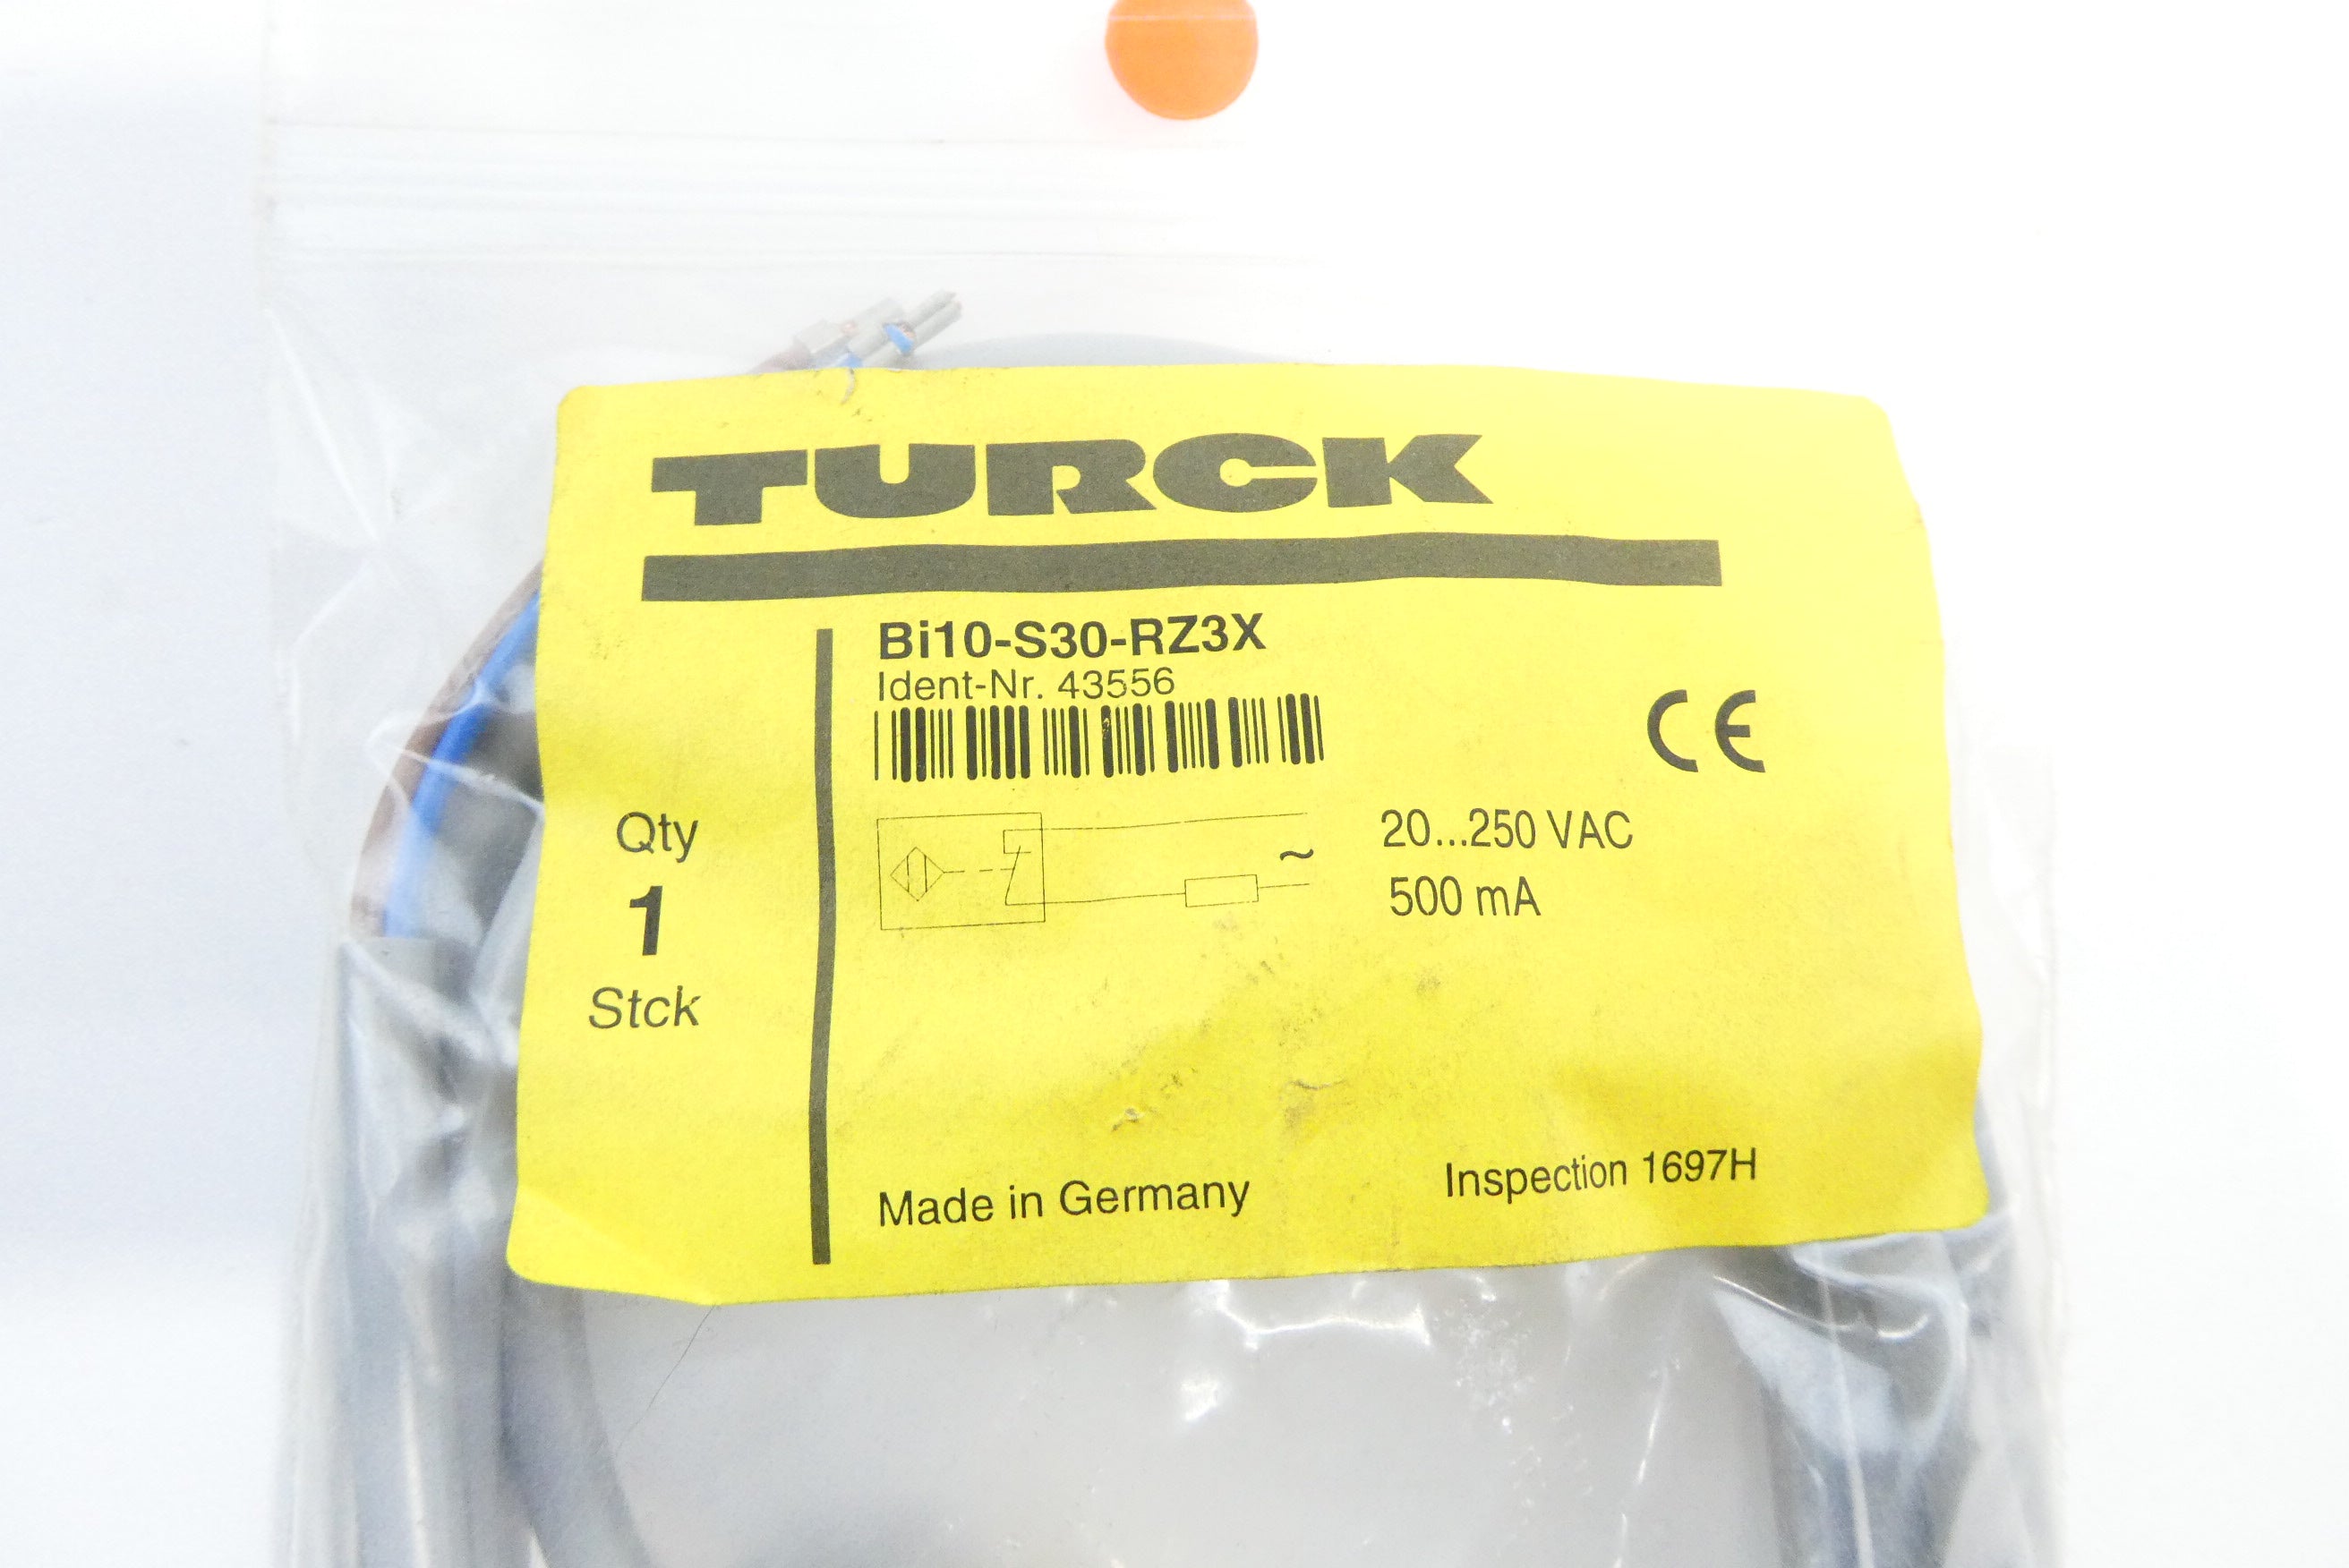 TURCK
Bi10-S30-RZ3X
Ident-Nr. 43556
CE
Qty
1
Stck
20...250 VAC
~
500 mA
Made in Germany
Inspection 1697H